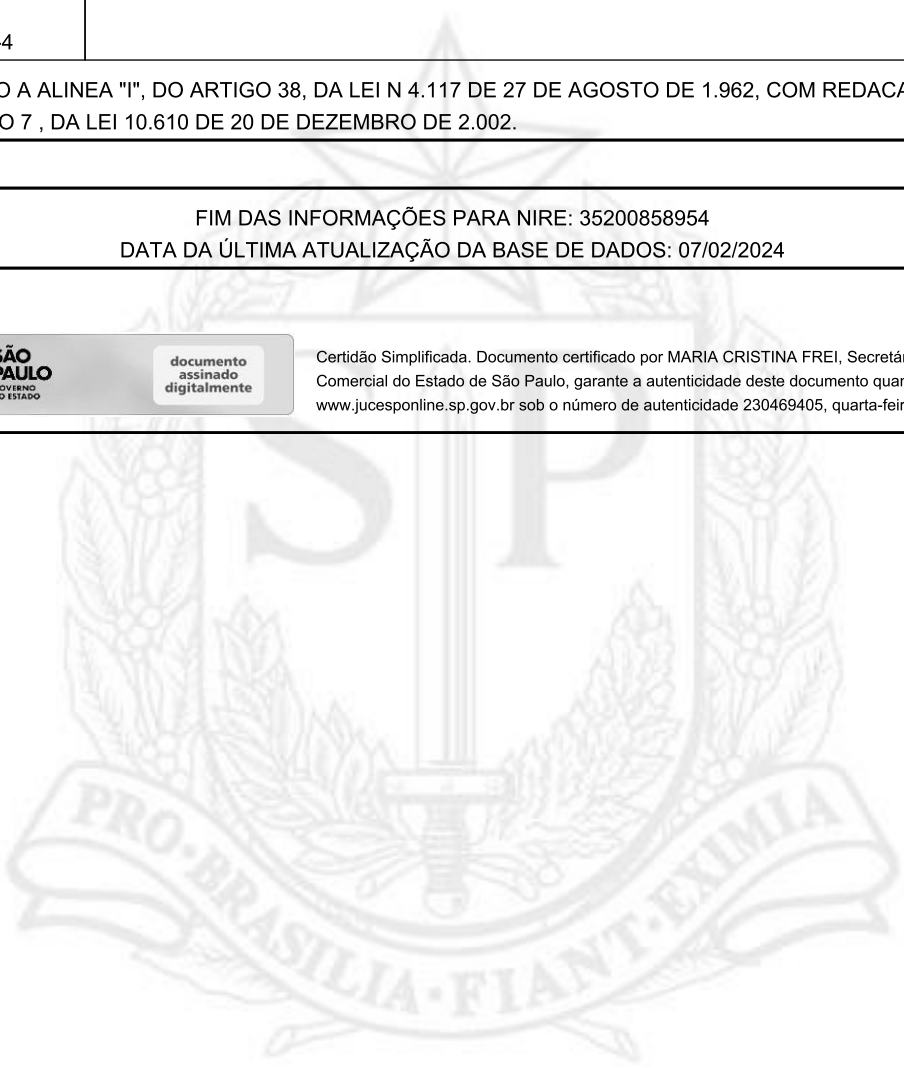 -4
O A ALINEA "I", DO ARTIGO 38, DA LEI N 4.117 DE 27 DE AGOSTO DE 1.962, COM REDACA
O 7 , DA LEI 10.610 DE 20 DE DEZEMBRO DE 2.002.
FIM DAS INFORMAÇÕES PARA NIRE: 35200858954
DATA DA ÚLTIMA ATUALIZAÇÃO DA BASE DE DADOS: 07/02/2024
SÃO
PAULO
GOVERNO
DO ESTADO
documento
assinado
digitalmente
Certidão Simplificada. Documento certificado por MARIA CRISTINA FREI, Secretár
Comercial do Estado de São Paulo, garante a autenticidade deste documento quan
www.jucesponline.sp.gov.br sob o número de autenticidade 230469405, quarta-feir
SP
PRO·BRASILIA·FIANT·EXIMIA